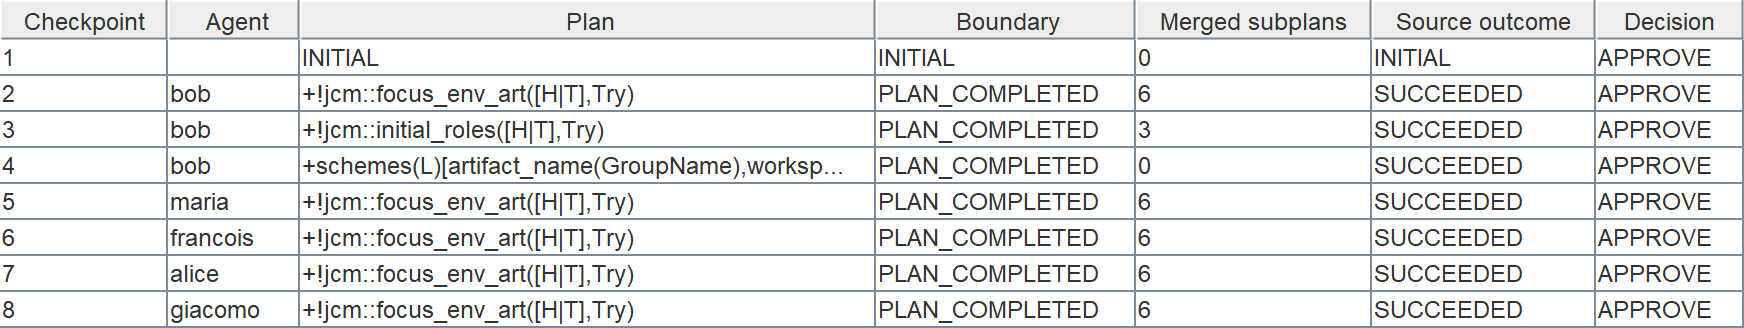 Checkpoint Agent Plan Boundary Merged subplans Source outcome Decision
1 INITIAL INITIAL 0 INITIAL APPROVE
2 bob +!jcm::focus_env_art([H|T],Try) PLAN_COMPLETED 6 SUCCEEDED APPROVE
3 bob +!jcm::initial_roles([H|T],Try) PLAN_COMPLETED 3 SUCCEEDED APPROVE
4 bob +schemes(L)[artifact_name(GroupName),worksp... PLAN_COMPLETED 0 SUCCEEDED APPROVE
5 maria +!jcm::focus_env_art([H|T],Try) PLAN_COMPLETED 6 SUCCEEDED APPROVE
6 francois +!jcm::focus_env_art([H|T],Try) PLAN_COMPLETED 6 SUCCEEDED APPROVE
7 alice +!jcm::focus_env_art([H|T],Try) PLAN_COMPLETED 6 SUCCEEDED APPROVE
8 giacomo +!jcm::focus_env_art([H|T],Try) PLAN_COMPLETED 6 SUCCEEDED APPROVE